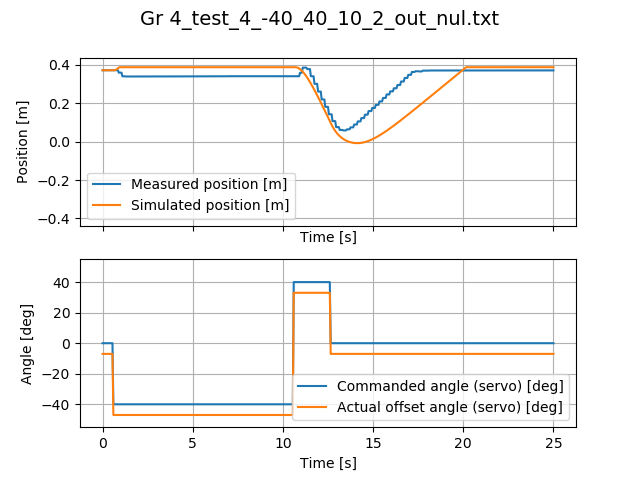 Gr 4_test_4_-40_40_10_2_out_nul.txt
0.4
0.2
0.0
−0.2
−0.4
Position [m]
Measured position [m]
Simulated position [m]
Time [s]
40
20
0
−20
−40
Angle [deg]
Commanded angle (servo) [deg]
Actual offset angle (servo) [deg]
0 5 10 15 20 25
Time [s]